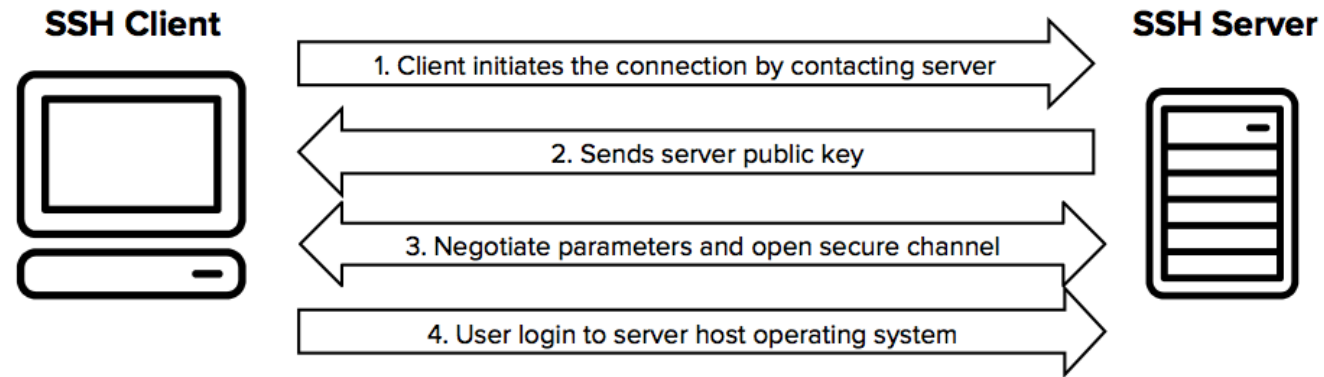 SSH Client
SSH Server
1. Client initiates the connection by contacting server
2. Sends server public key
3. Negotiate parameters and open secure channel
4. User login to server host operating system